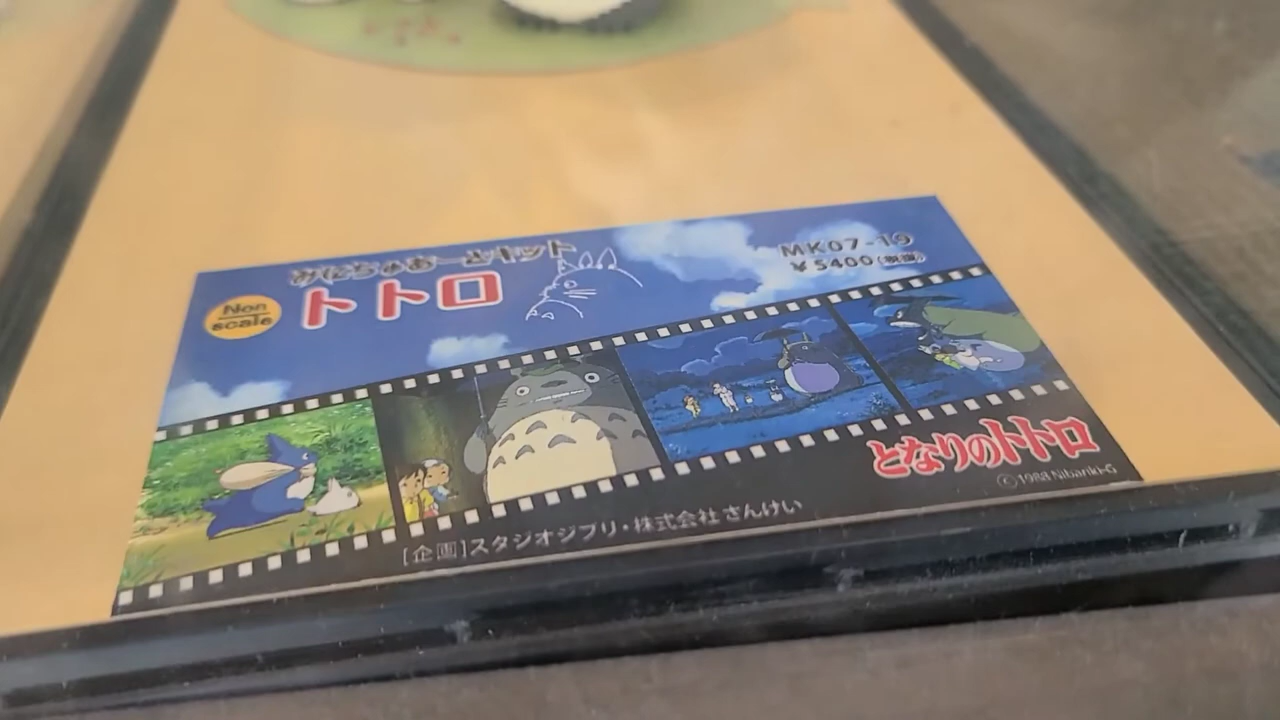 みにちゅあーとキット
Non
scale
トトロ
MK07-19
¥5400(税抜)
となりのトトロ
©1988 Nibariki・G
[企画]スタジオジブリ・株式会社 さんけい